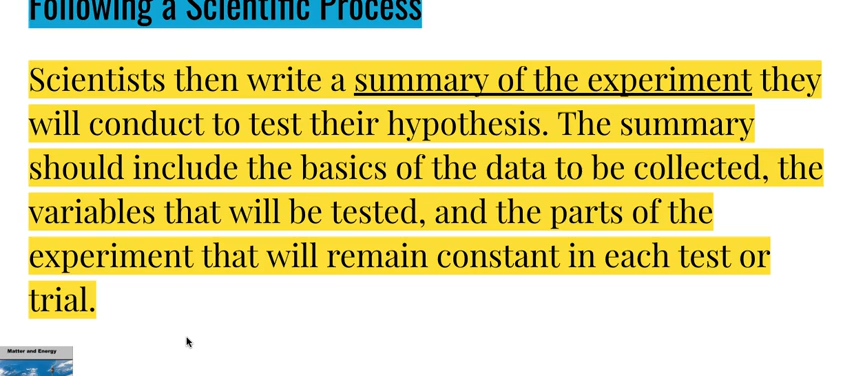 Following a Scientific Process
Scientists then write a summary of the experiment they
will conduct to test their hypothesis. The summary
should include the basics of the data to be collected, the
variables that will be tested, and the parts of the
experiment that will remain constant in each test or
trial.
Matter and Energy